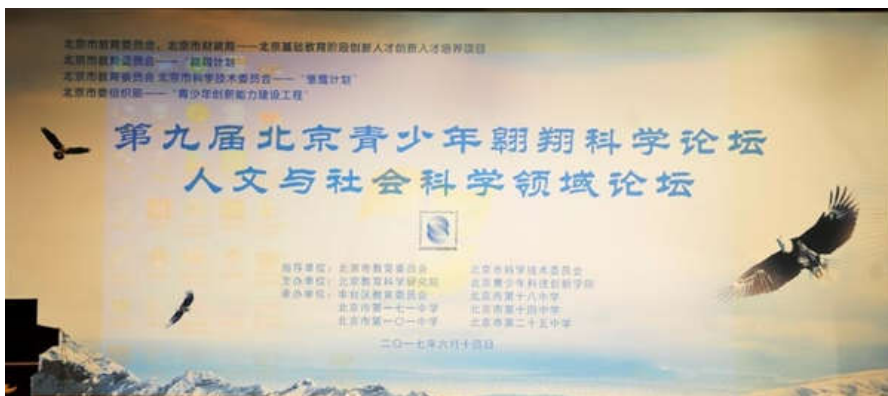 北京市教育委员会、北京市财政局——北京基础教育阶段创新人才创新人才培养项目
北京市教育委员会——“翱翔计划”
北京市教育委员会 北京市科学技术委员会——“雏鹰计划”
北京市委组织部——“青少年创新能力建设工程”
第九届北京青少年翱翔科学论坛
人文与社会科学领域论坛
指导单位：北京市教育委员会 北京市科学技术委员会
主办单位：北京教育科学研究院 北京青少年科技创新学院
承办单位：丰台区教育委员会 北京市第十八中学
北京市第一七一中学 北京市第十四中学
北京市第一〇一中学 北京市第二十五中学
二〇一七年六月十四日